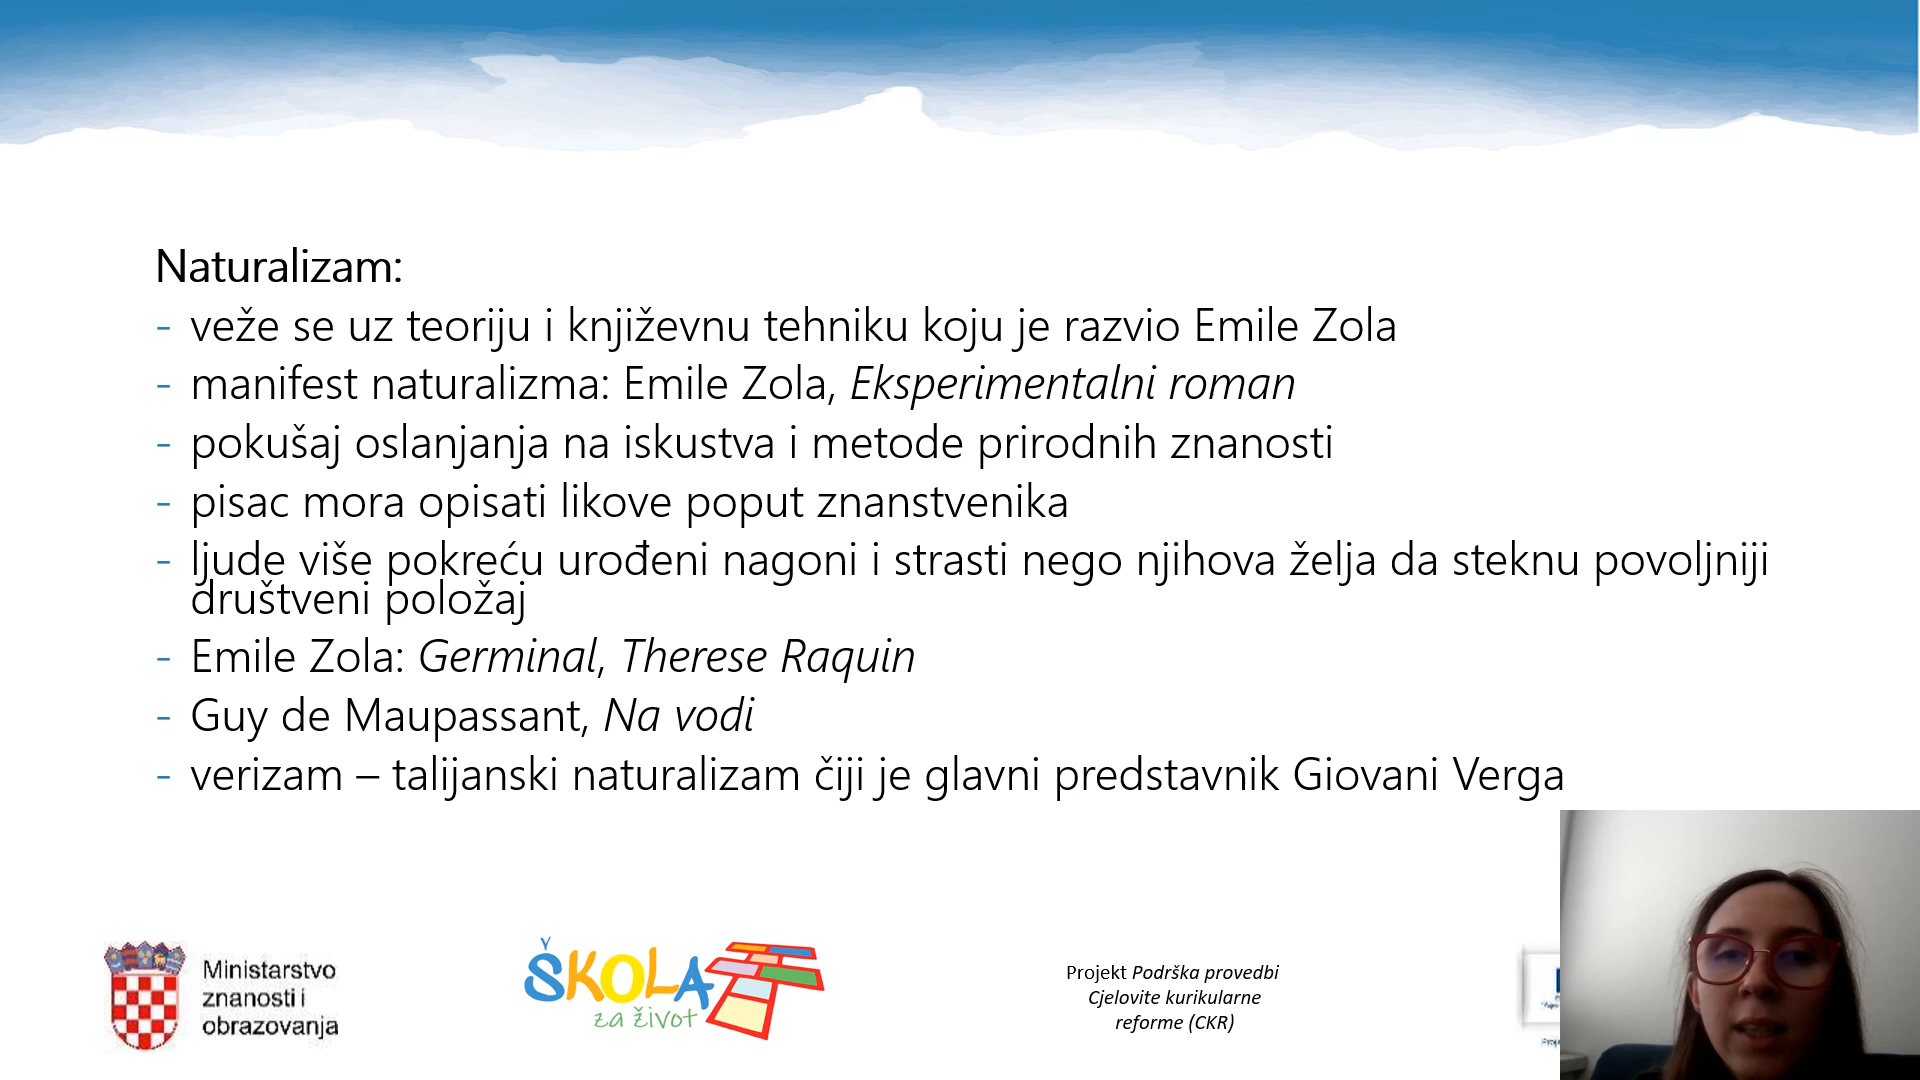 Naturalizam:
- veže se uz teoriju i književnu tehniku koju je razvio Emile Zola
- manifest naturalizma: Emile Zola, Eksperimentalni roman
- pokušaj oslanjanja na iskustva i metode prirodnih znanosti
- pisac mora opisati likove poput znanstvenika
- ljude više pokreću urođeni nagoni i strasti nego njihova želja da steknu povoljniji
društveni položaj
- Emile Zola: Germinal, Therese Raquin
- Guy de Maupassant, Na vodi
- verizam – talijanski naturalizam čiji je glavni predstavnik Giovani Verga
Ministarstvo
znanosti i
obrazovanja
ŠKOLA
za život
Projekt Podrška provedbi
Cjelovite kurikularne
reforme (CKR)